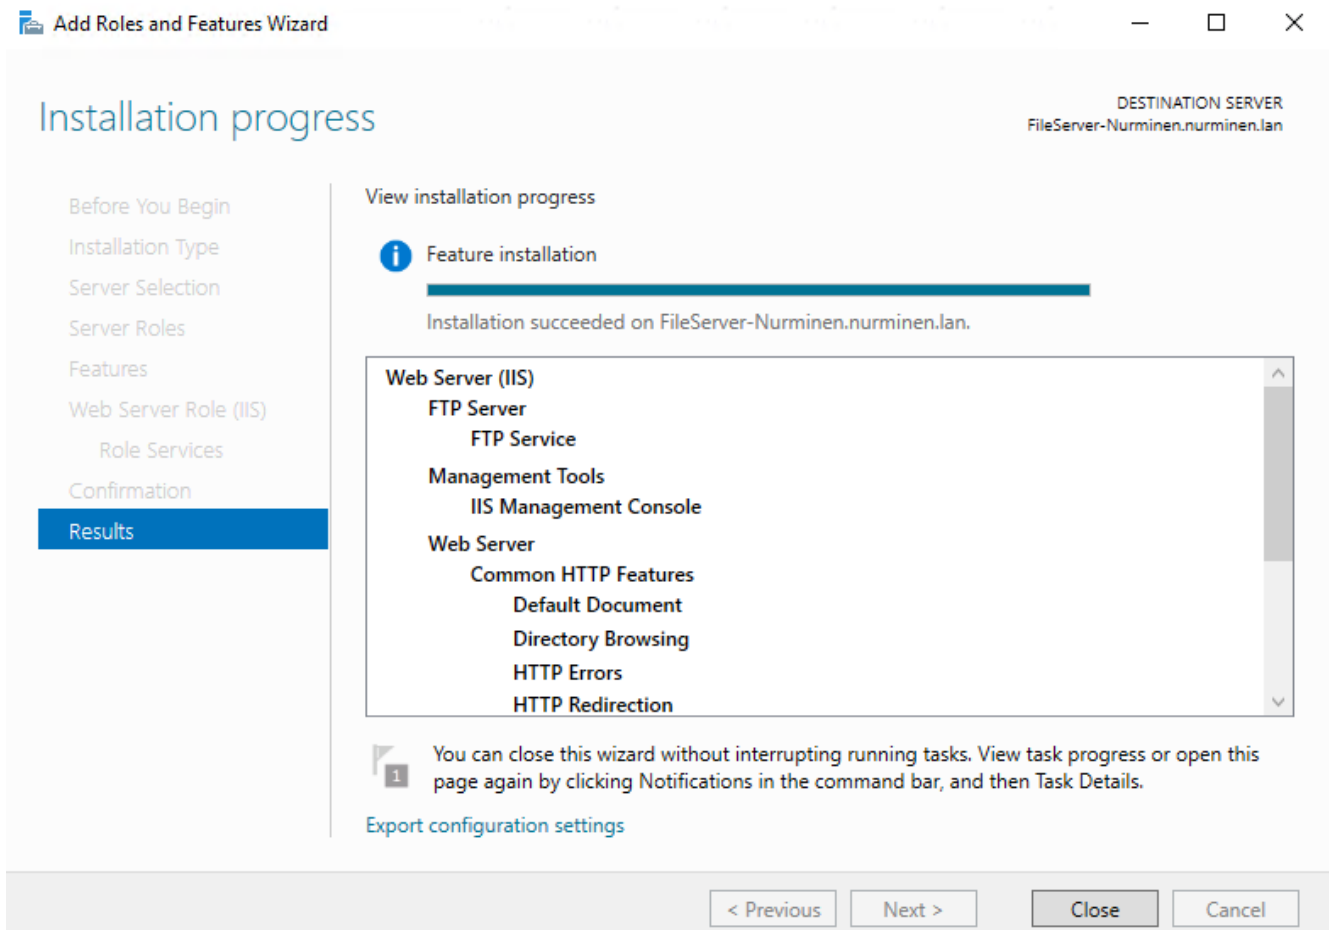 Add Roles and Features Wizard
Installation progress
DESTINATION SERVER
FileServer-Nurminen.nurminen.lan
Before You Begin
Installation Type
Server Selection
Server Roles
Features
Web Server Role (IIS)
Role Services
Confirmation
Results
View installation progress
Feature installation
Installation succeeded on FileServer-Nurminen.nurminen.lan.
Web Server (IIS)
FTP Server
FTP Service
Management Tools
IIS Management Console
Web Server
Common HTTP Features
Default Document
Directory Browsing
HTTP Errors
HTTP Redirection
1
You can close this wizard without interrupting running tasks. View task progress or open this
page again by clicking Notifications in the command bar, and then Task Details.
Export configuration settings
< Previous
Next >
Close
Cancel